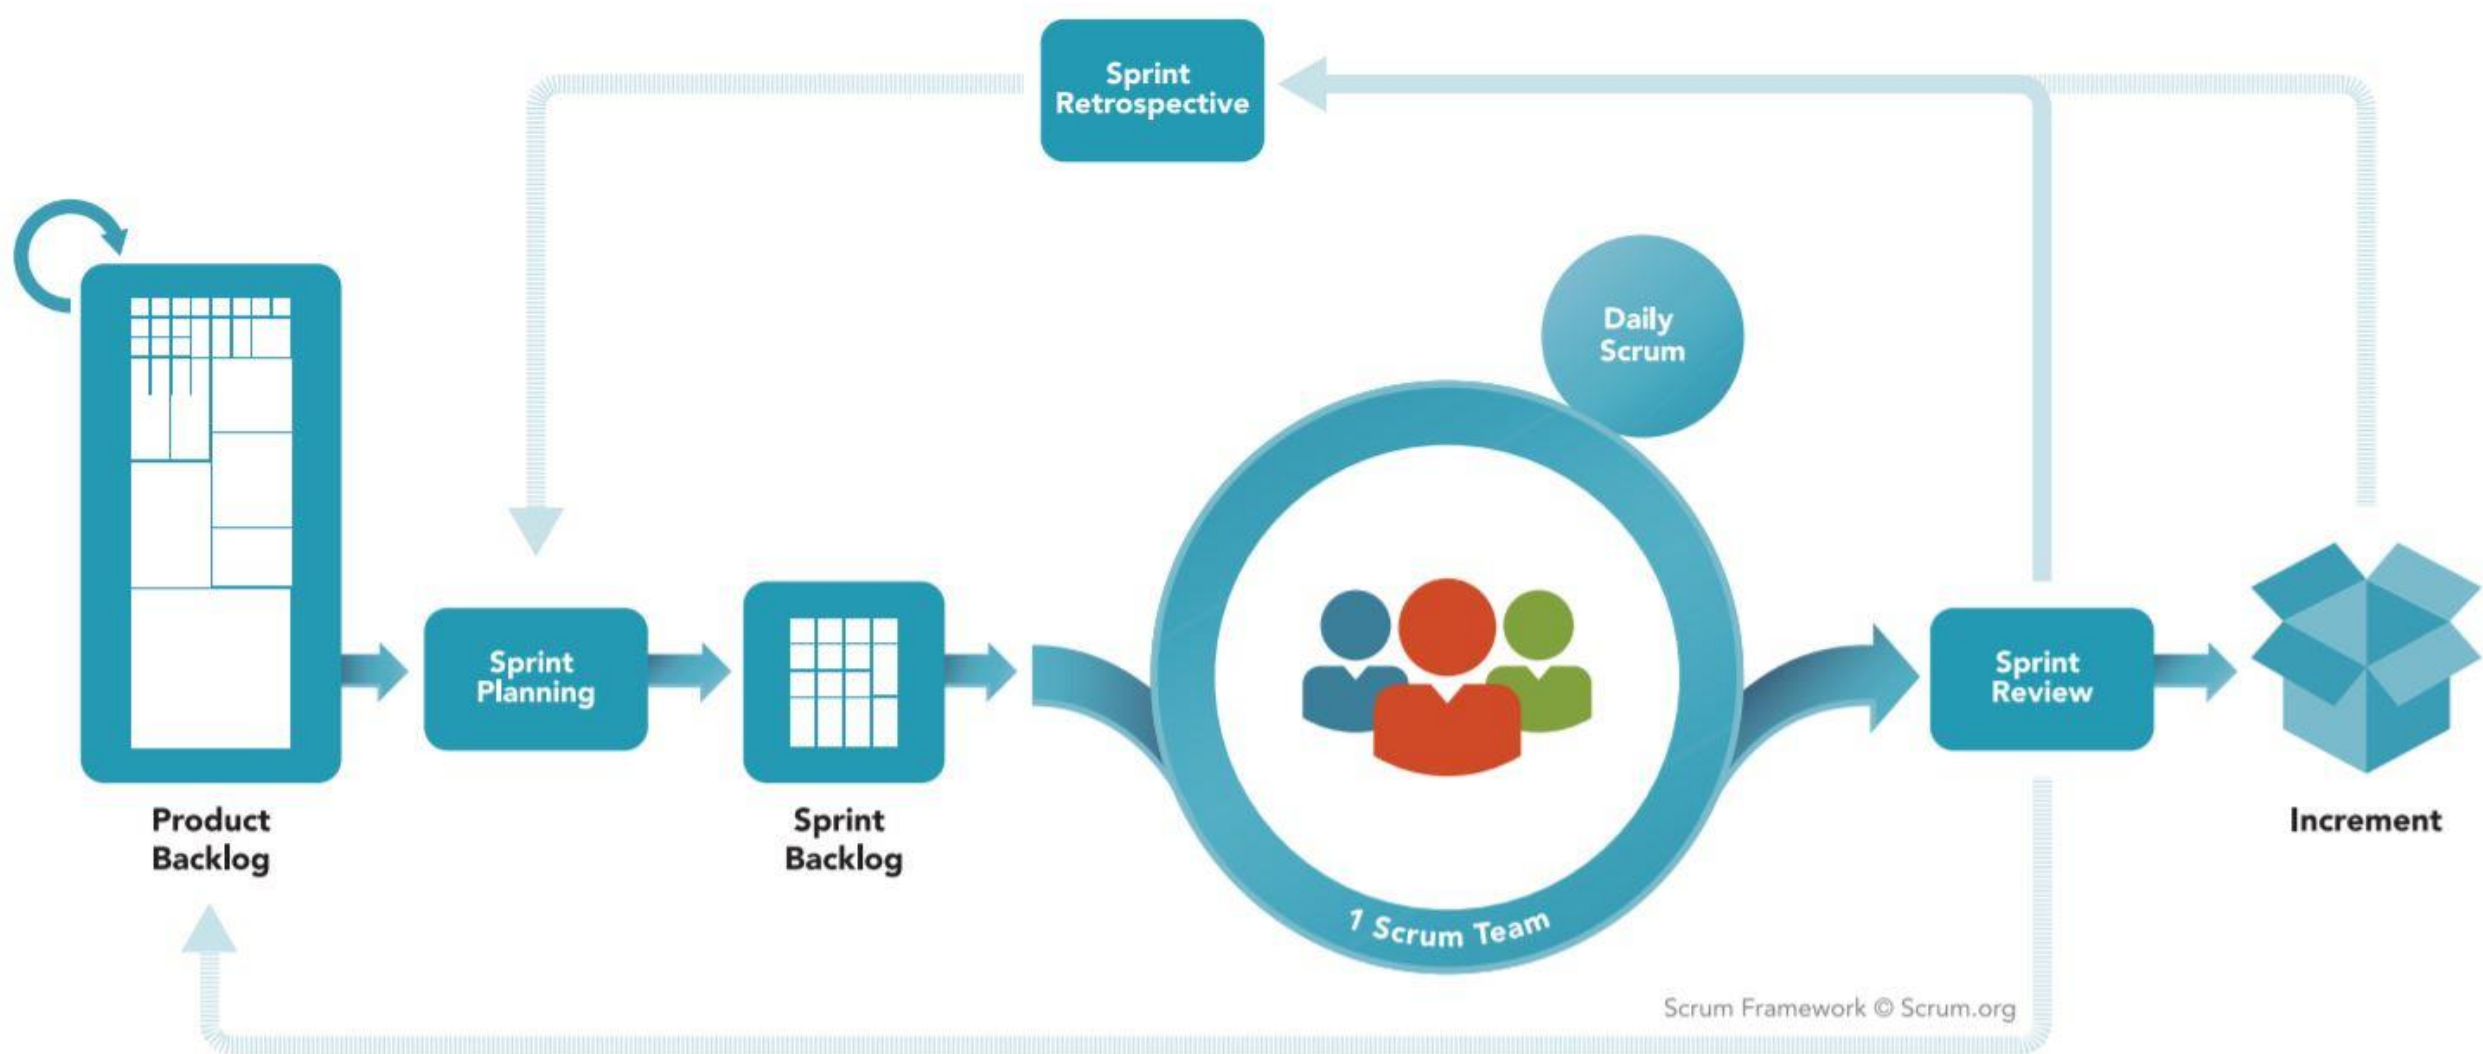 Sprint
Retrospective
Daily
Scrum
Sprint
Planning
Sprint
Review
Product
Backlog
Sprint
Backlog
Increment
1 Scrum Team
Scrum Framework © Scrum.org